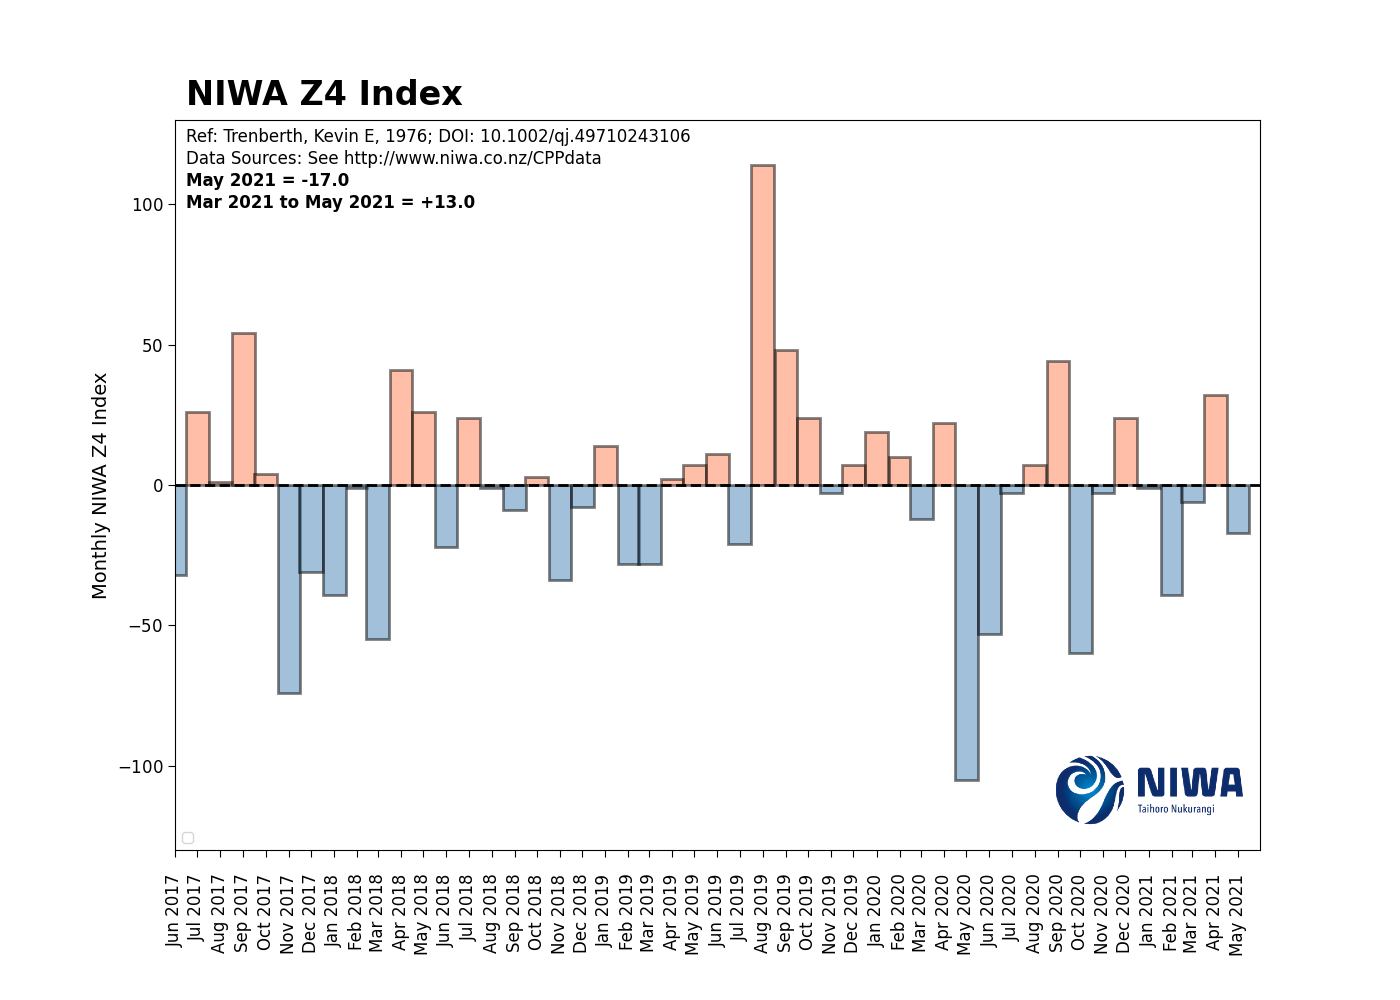 NIWA Z4 Index
Ref: Trenberth, Kevin E, 1976; DOI: 10.1002/qj.49710243106
Data Sources: See http://www.niwa.co.nz/CPPdata
May 2021 = -17.0
Mar 2021 to May 2021 = +13.0
Monthly NIWA Z4 Index
100
50
0
−50
−100
NIWA
Taihoro Nukurangi
Jun 2017
Jul 2017
Aug 2017
Sep 2017
Oct 2017
Nov 2017
Dec 2017
Jan 2018
Feb 2018
Mar 2018
Apr 2018
May 2018
Jun 2018
Jul 2018
Aug 2018
Sep 2018
Oct 2018
Nov 2018
Dec 2018
Jan 2019
Feb 2019
Mar 2019
Apr 2019
May 2019
Jun 2019
Jul 2019
Aug 2019
Sep 2019
Oct 2019
Nov 2019
Dec 2019
Jan 2020
Feb 2020
Mar 2020
Apr 2020
May 2020
Jun 2020
Jul 2020
Aug 2020
Sep 2020
Oct 2020
Nov 2020
Dec 2020
Jan 2021
Feb 2021
Mar 2021
Apr 2021
May 2021